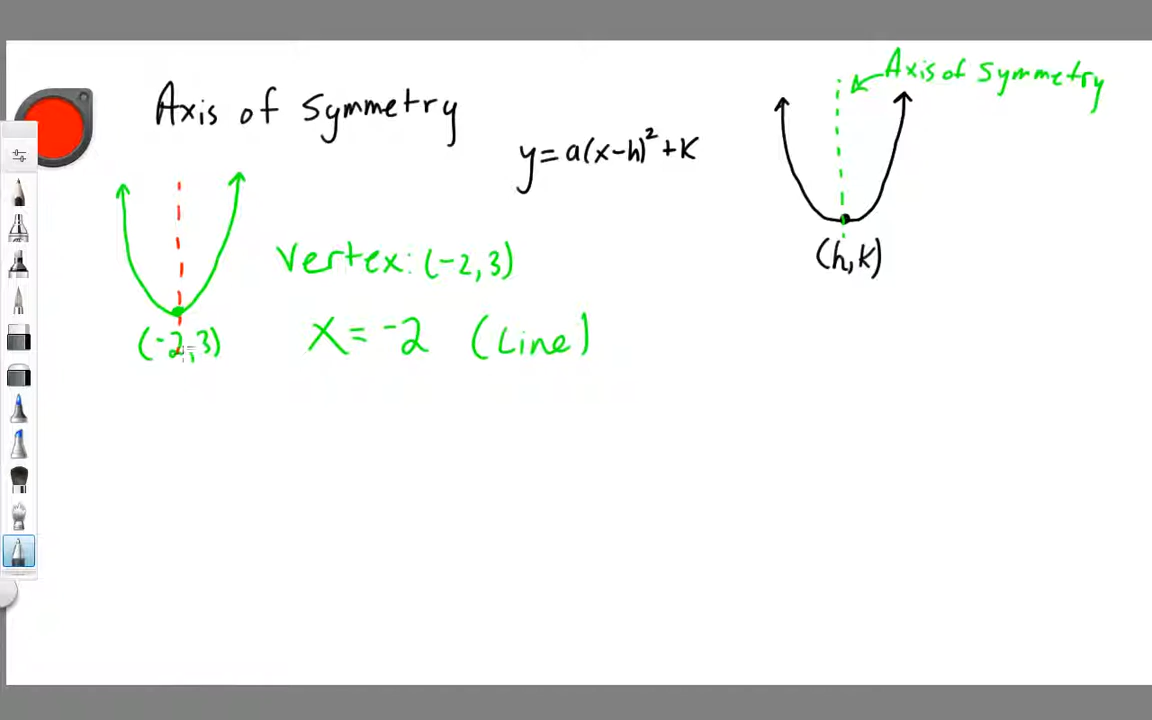 Axis of Symmetry
y=a(x-h)²+k
Axis of Symmetry
(h,k)
Vertex: (-2,3)
(-2,3)
X= -2 (Line)